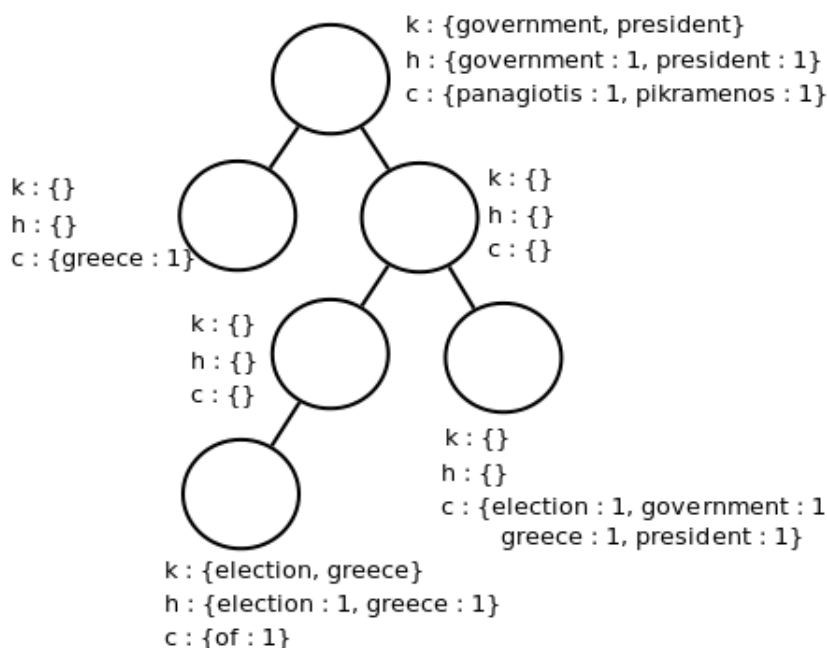 k : {government, president}
h : {government : 1, president : 1}
c : {panagiotis : 1, pikramenos : 1}
k : {}
h : {}
c : {greece : 1}
k : {}
h : {}
c : {}
k : {}
h : {}
c : {}
k : {}
h : {}
c : {election : 1, government : 1
greece : 1, president : 1}
k : {election, greece}
h : {election : 1, greece : 1}
c : {of : 1}